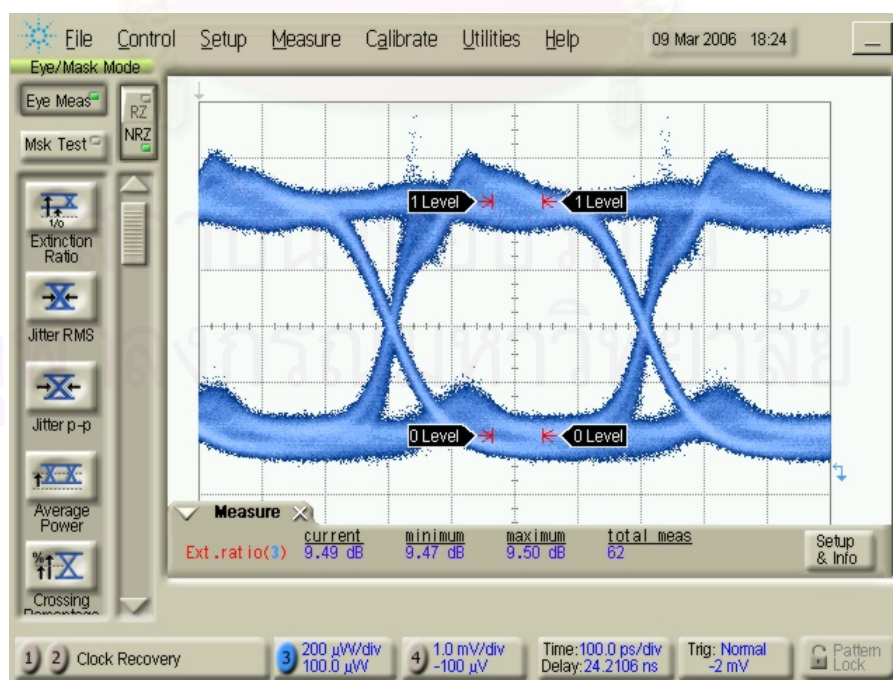 File Control Setup Measure Calibrate Utilities Help 09 Mar 2006 18:24
Eye/Mask Mode
Eye Meas
RZ
NRZ
Msk Test
1/0
Extinction
Ratio
Jitter RMS
Jitter p-p
Average
Power
%
Crossing
Percentage
1 Level 1 Level
0 Level 0 Level
Measure
current minimum maximum total meas
Ext.ratio(3) 9.49 dB 9.47 dB 9.50 dB 62
Setup
& Info
1 2 Clock Recovery
3 200 µW/div
100.0 µW
4 1.0 mV/div
-100 µV
Time:100.0 ps/div
Delay:24.2106 ns
Trig: Normal
-2 mV
Pattern
Lock